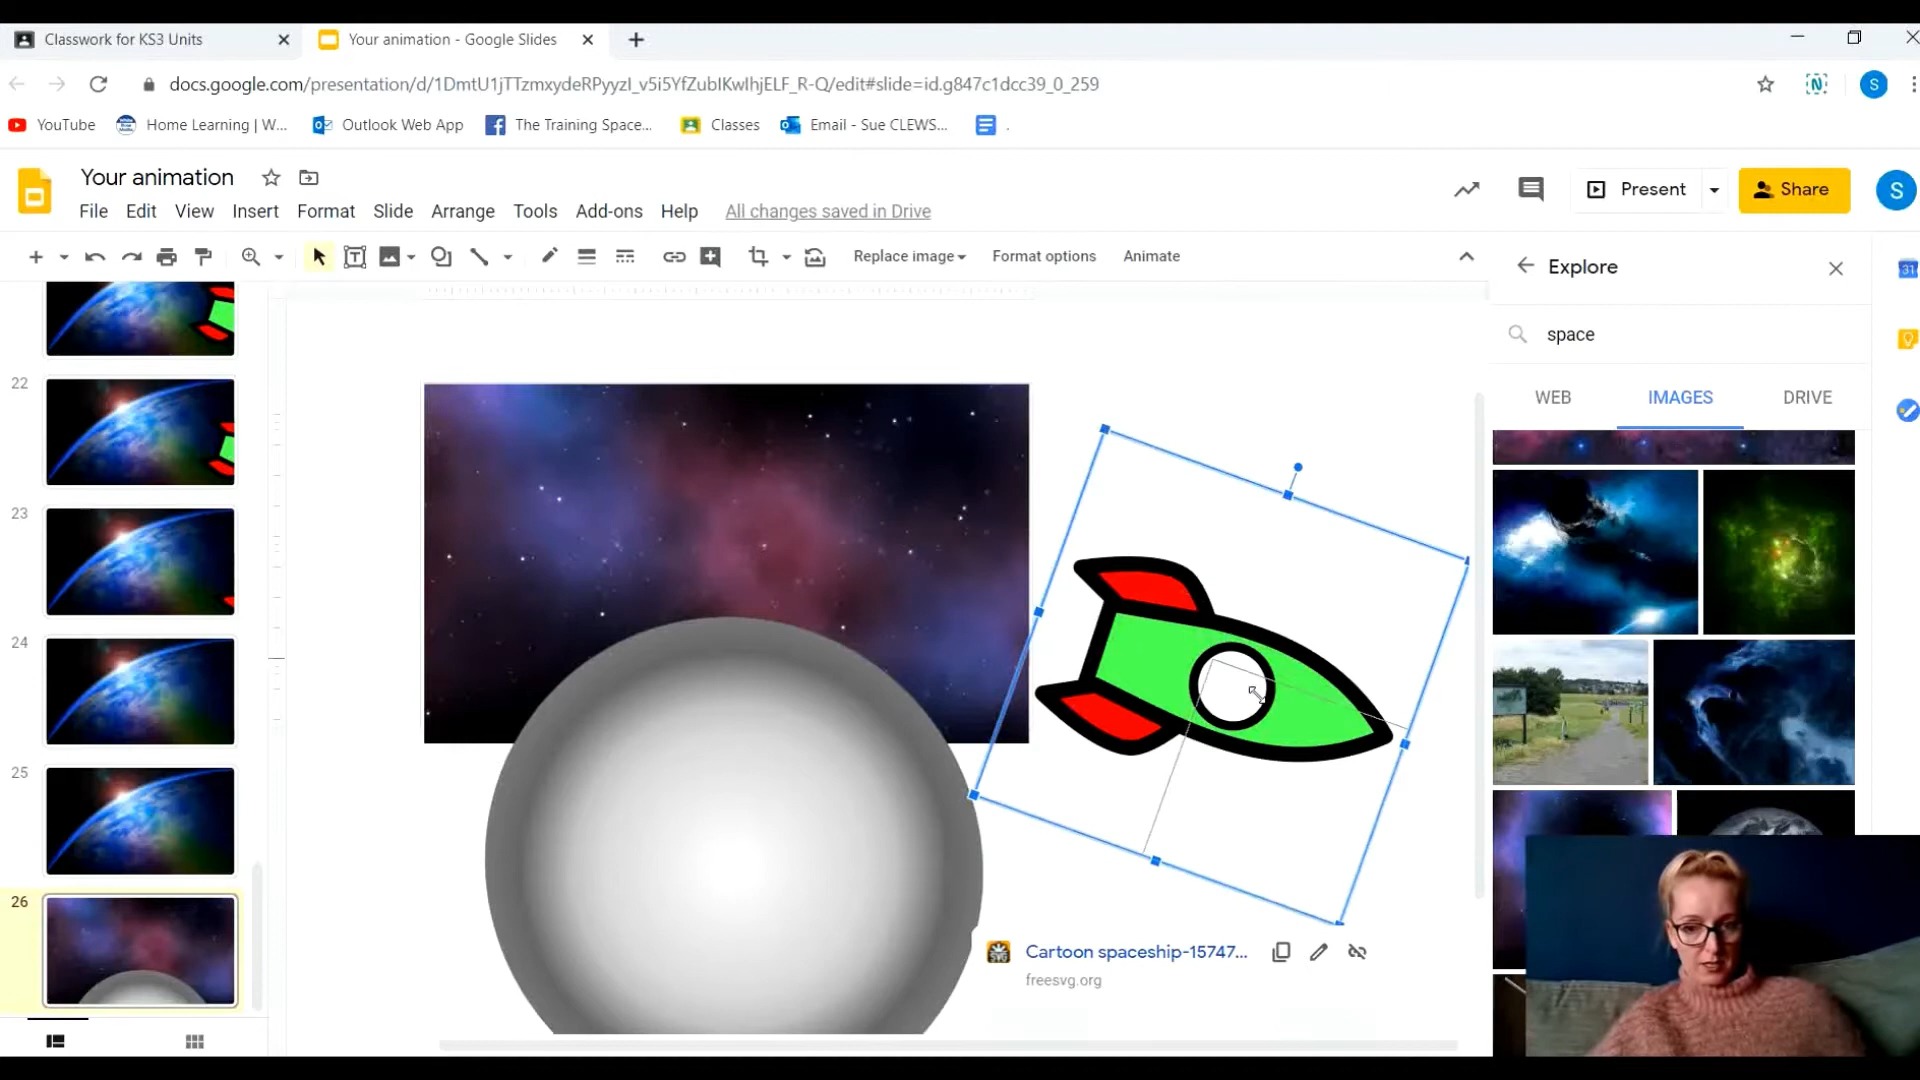 Classwork for KS3 Units
Your animation - Google Slides
docs.google.com/presentation/d/1DmtU1jTTzmxydeRPyyzI_v5i5YfZubIKwIhjELF_R-Q/edit#slide=id.g847c1dcc39_0_259
YouTube
Home Learning | W...
Outlook Web App
The Training Space...
Classes
Email - Sue CLEWS...
.
Your animation
Present
Share
S
S
File Edit View Insert Format Slide Arrange Tools Add-ons Help All changes saved in Drive
Replace image
Format options
Animate
Explore
31
space
WEB
IMAGES
DRIVE
22
23
24
25
26
SVG
Cartoon spaceship-15747...
freesvg.org